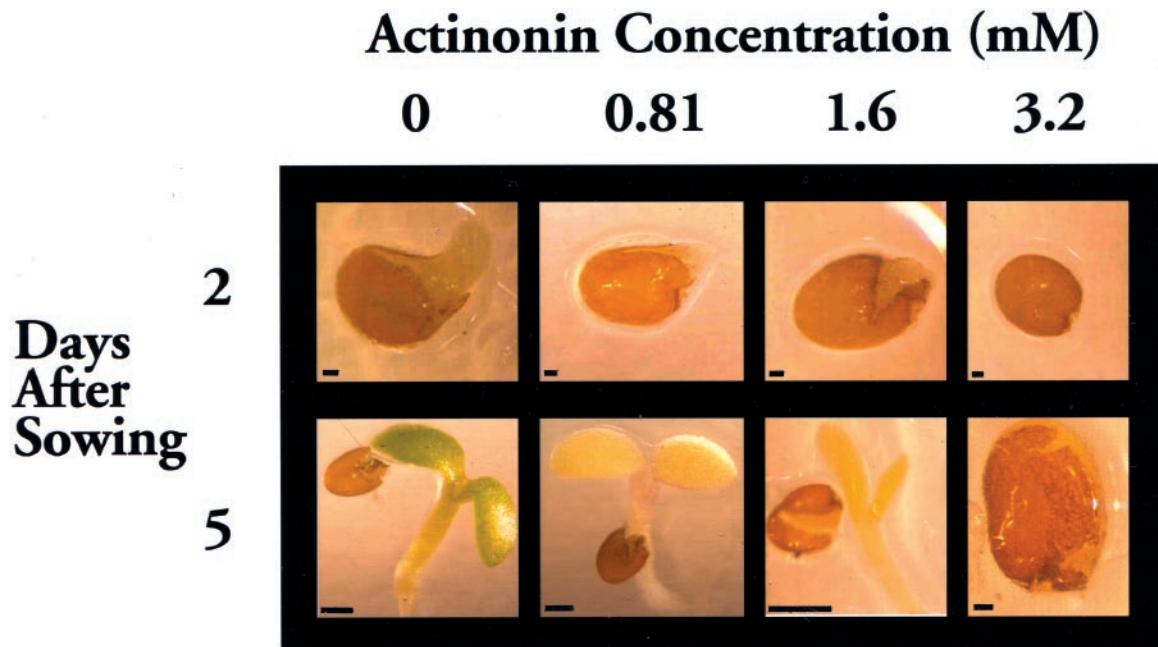 Actinonin Concentration (mM)
0 0.81 1.6 3.2
2
Days
After
Sowing
5